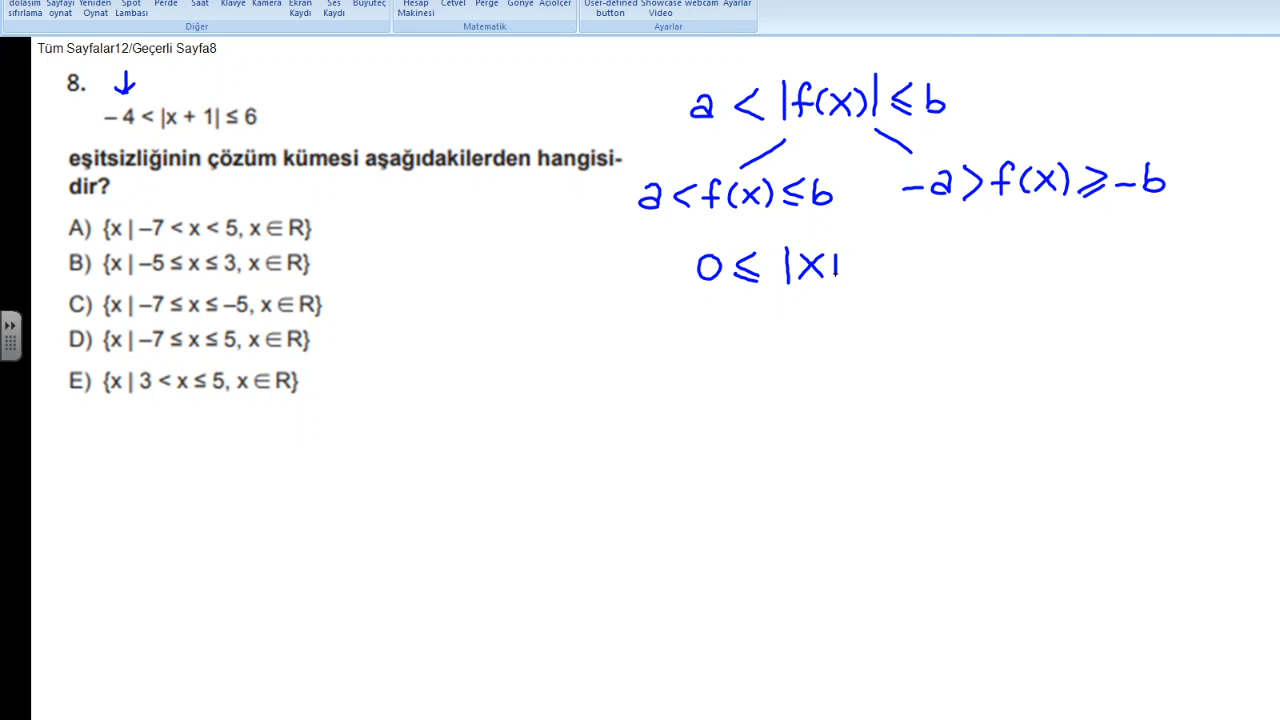 dolaşım sıfırlama
Sayfayı oynat
Yeniden Oynat
Spot Lambası
Perde
Saat
Klavye
Kamera
Ekran Kaydı
Ses Kaydı
Büyüteç
Hesap Makinesi
Cetvel
Perge
Gönye
Açıölçer
User-defined button
Showcase Video
webcam
Ayarlar
Diğer
Matematik
Ayarlar
Tüm Sayfalar12/Geçerli Sayfa8
8.
– 4 < |x + 1| ≤ 6
eşitsizliğinin çözüm kümesi aşağıdakilerden hangisi-
dir?
A) {x | –7 < x < 5, x ∈ R}
B) {x | –5 ≤ x ≤ 3, x ∈ R}
C) {x | –7 ≤ x ≤ –5, x ∈ R}
D) {x | –7 ≤ x ≤ 5, x ∈ R}
E) {x | 3 < x ≤ 5, x ∈ R}
a < |f(x)| ≤ b
a < f(x) ≤ b
-a > f(x) ≥ -b
0 ≤ |x|